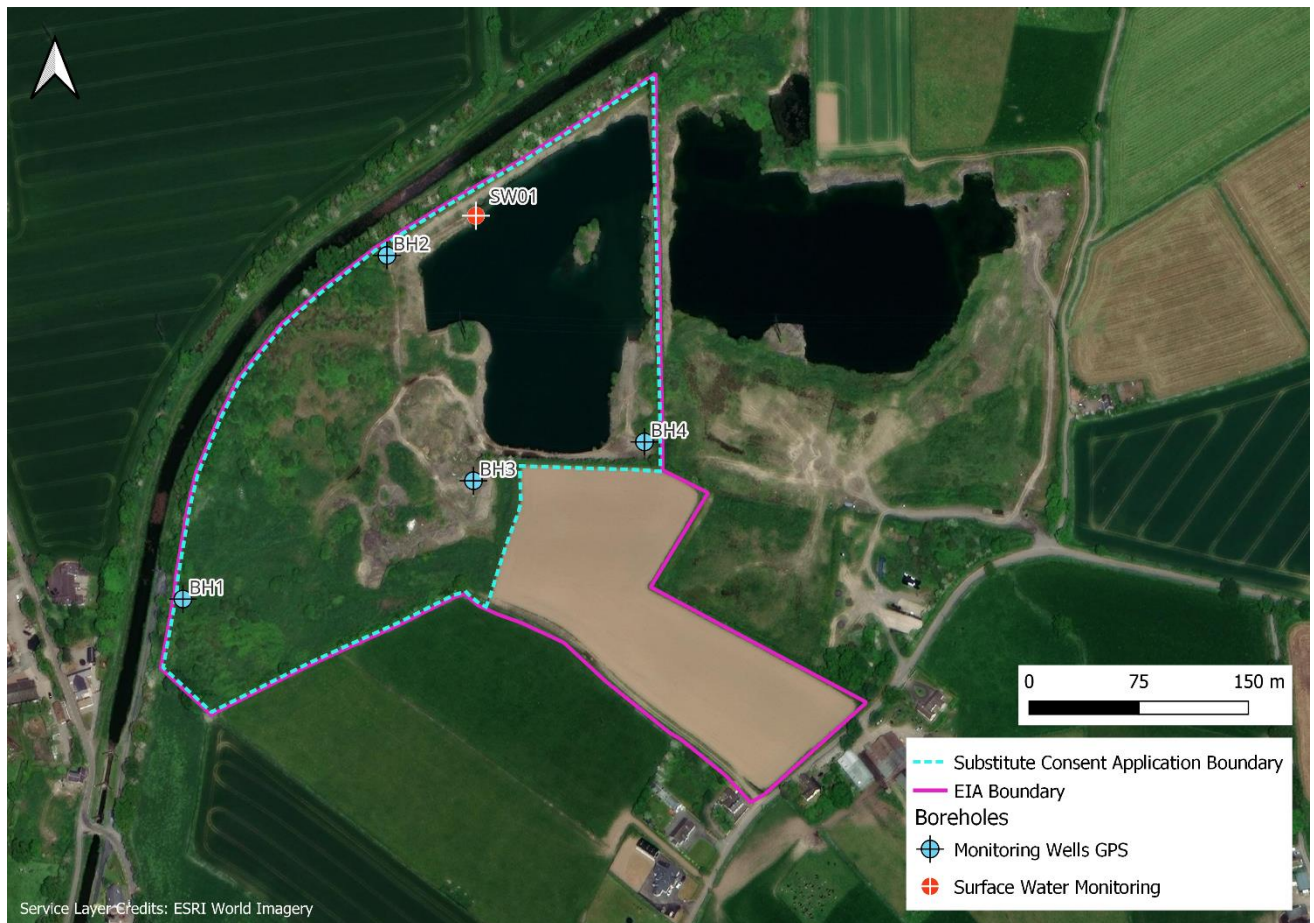 SW01
BH2
BH4
BH3
BH1
0 75 150 m
Substitute Consent Application Boundary
EIA Boundary
Boreholes
Monitoring Wells GPS
Surface Water Monitoring
Service Layer Credits: ESRI World Imagery